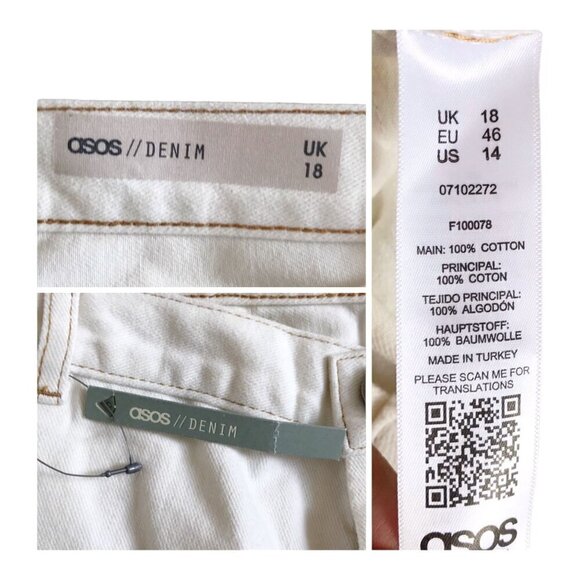 asos // DENIM UK
18
asos // DENIM
UK 18
EU 46
US 14
07102272
F100078
MAIN: 100% COTTON
PRINCIPAL:
100% COTON
TEJIDO PRINCIPAL:
100% ALGODÓN
HAUPTSTOFF:
100% BAUMWOLLE
MADE IN TURKEY
PLEASE SCAN ME FOR
TRANSLATIONS
asos